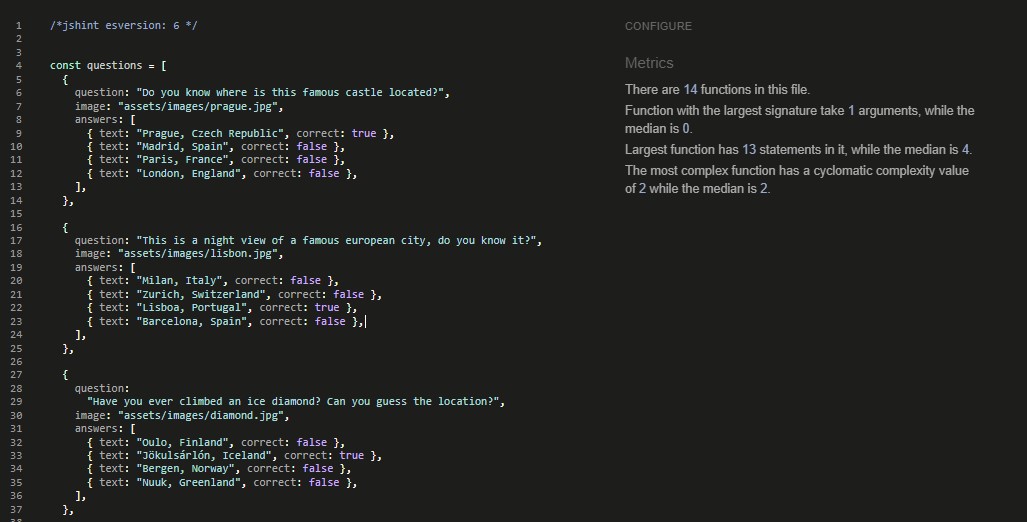 1 /*jshint esversion: 6 */
2
3
4 const questions = [
5 {
6 question: "Do you know where is this famous castle located?",
7 image: "assets/images/prague.jpg",
8 answers: [
9 { text: "Prague, Czech Republic", correct: true },
10 { text: "Madrid, Spain", correct: false },
11 { text: "Paris, France", correct: false },
12 { text: "London, England", correct: false },
13 ],
14 },
15
16 {
17 question: "This is a night view of a famous european city, do you know it?",
18 image: "assets/images/lisbon.jpg",
19 answers: [
20 { text: "Milan, Italy", correct: false },
21 { text: "Zurich, Switzerland", correct: false },
22 { text: "Lisboa, Portugal", correct: true },
23 { text: "Barcelona, Spain", correct: false },
24 ],
25 },
26
27 {
28 question:
29 "Have you ever climbed an ice diamond? Can you guess the location?",
30 image: "assets/images/diamond.jpg",
31 answers: [
32 { text: "Oulo, Finland", correct: false },
33 { text: "Jökulsárlón, Iceland", correct: true },
34 { text: "Bergen, Norway", correct: false },
35 { text: "Nuuk, Greenland", correct: false },
36 ],
37 },
CONFIGURE
Metrics
There are 14 functions in this file.
Function with the largest signature take 1 arguments, while the
median is 0.
Largest function has 13 statements in it, while the median is 4.
The most complex function has a cyclomatic complexity value
of 2 while the median is 2.